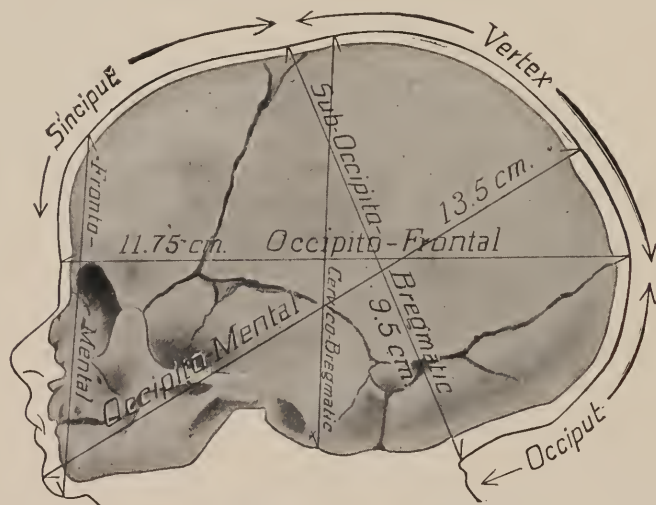 Sinciput
Vertex
Fronto-Mental
11.75 cm.
Occipito-Frontal
Sub-Occipito-Bregmatic
9.5 cm.
13.5 cm.
Occipito-Mental
Cervico-Bregmatic
Occiput.